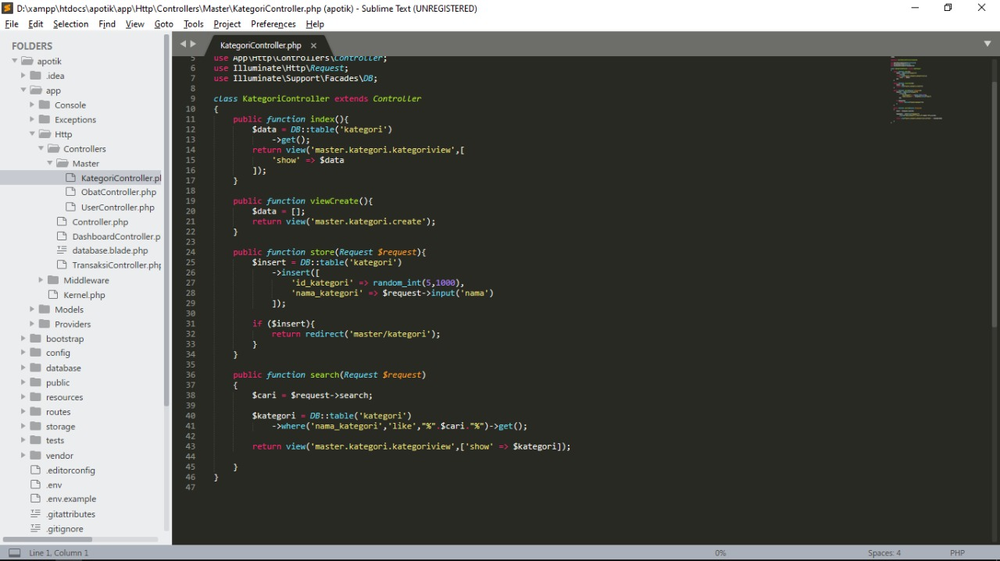 D:\xampp\htdocs\apotik\app\Http\Controllers\Master\KategoriController.php (apotik) - Sublime Text (UNREGISTERED)
File Edit Selection Find View Goto Tools Project Preferences Help
FOLDERS
apotik
.idea
app
Console
Exceptions
Http
Controllers
Master
KategoriController.pl
ObatController.php
UserController.php
Controller.php
DashboardController.p
database.blade.php
TransaksiController.php
Middleware
Kernel.php
Models
Providers
bootstrap
config
database
public
resources
routes
storage
tests
vendor
.editorconfig
.env
.env.example
.gitattributes
.gitignore
KategoriController.php
5 use App\Http\Controllers\Controller;
6 use Illuminate\Http\Request;
7 use Illuminate\Support\Facades\DB;
8
9 class KategoriController extends Controller
10 {
11 public function index(){
12 $data = DB::table('kategori')
13 ->get();
14 return view('master.kategori.kategoriview',[
15 'show' => $data
16 ]);
17 }
18
19 public function viewCreate(){
20 $data = [];
21 return view('master.kategori.create');
22 }
23
24 public function store(Request $request){
25 $insert = DB::table('kategori')
26 ->insert([
27 'id_kategori' => random_int(5,1000),
28 'nama_kategori' => $request->input('nama')
29 ]);
30
31 if ($insert){
32 return redirect('master/kategori');
33 }
34 }
35
36 public function search(Request $request)
37 {
38 $cari = $request->search;
39
40 $kategori = DB::table('kategori')
41 ->where('nama_kategori','like',"%".$cari."%")->get();
42
43 return view('master.kategori.kategoriview',['show' => $kategori]);
44
45 }
46 }
47
Line 1, Column 1 0% Spaces: 4 PHP